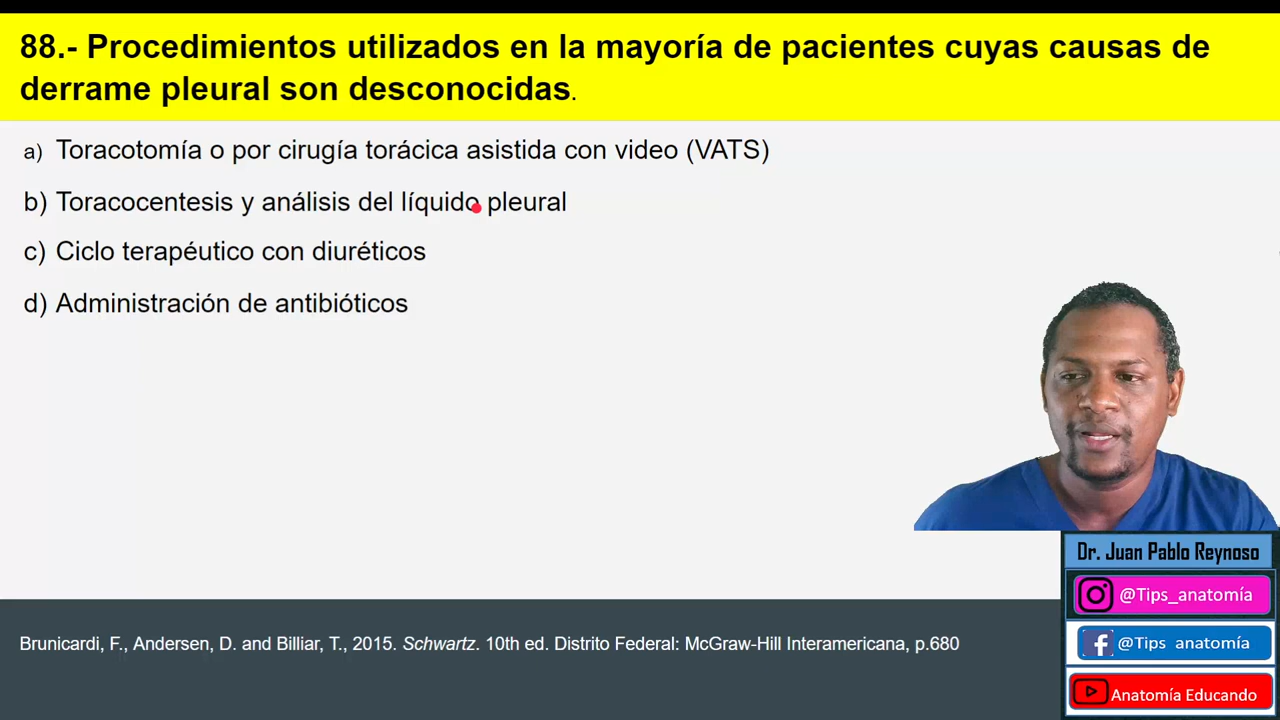 88.- Procedimientos utilizados en la mayoría de pacientes cuyas causas de
derrame pleural son desconocidas.
a) Toracotomía o por cirugía torácica asistida con video (VATS)
b) Toracocentesis y análisis del líquido pleural
c) Ciclo terapéutico con diuréticos
d) Administración de antibióticos
Dr. Juan Pablo Reynoso
@Tips_anatomía
@Tips anatomía
Anatomía Educando
Brunicardi, F., Andersen, D. and Billiar, T., 2015. Schwartz. 10th ed. Distrito Federal: McGraw-Hill Interamericana, p.680